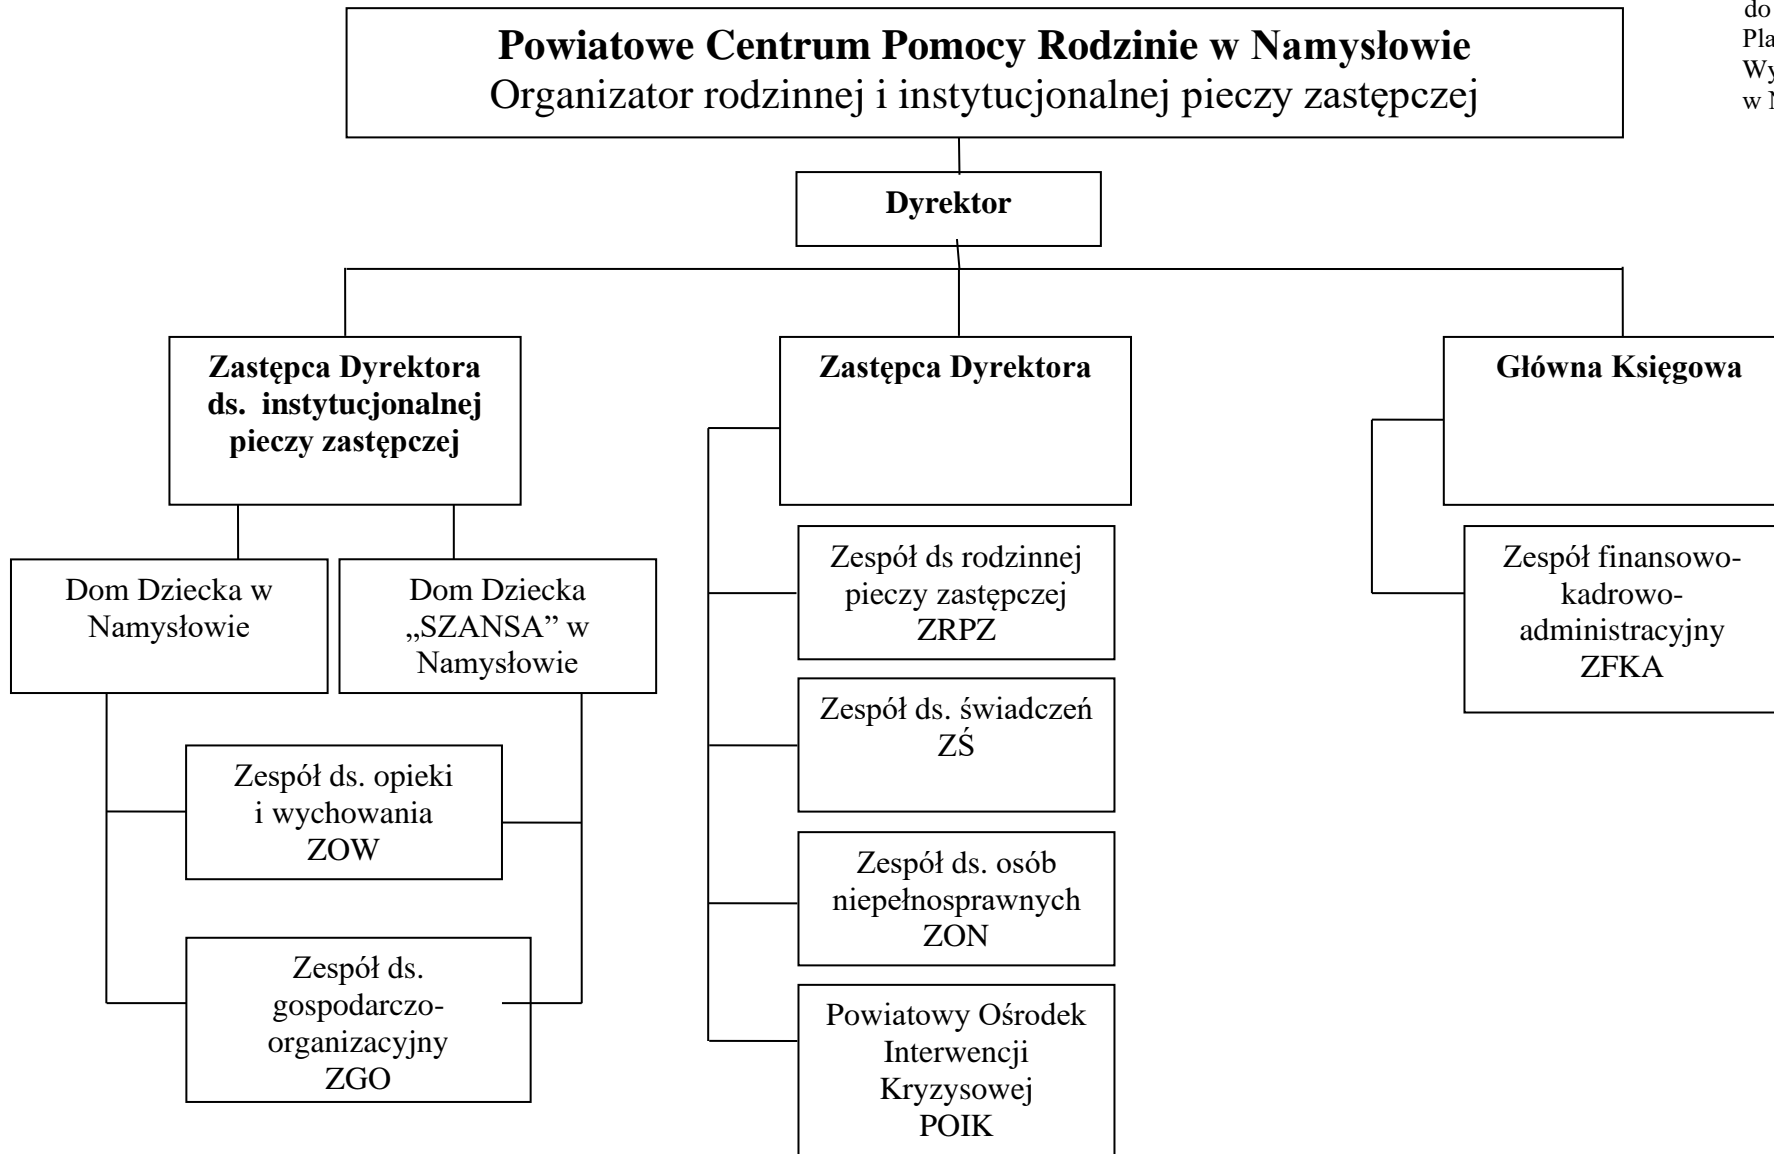 do
Powiatowe Centrum Pomocy Rodzinie w Namysłowie
Organizator rodzinnej i instytucjonalnej pieczy zastępczej
w
Dyrektor
Zastępca Dyrektora
ds. instytucjonalnej
pieczy zastępczej
Zastępca Dyrektora
Główna Księgowa
Dom Dziecka w
Namysłowie
Dom Dziecka
„SZANSA” w
Namysłowie
Zespół ds. opieki
i wychowania
ZOW
Zespół ds.
gospodarczo-
organizacyjny
ZGO
Zespół ds rodzinnej
pieczy zastępczej
ZRPZ
Zespół ds. świadczeń
ZŚ
Zespół ds. osób
niepełnosprawnych
ZON
Powiatowy Ośrodek
Interwencji
Kryzysowej
POIK
Zespół finansowo-
kadrowo-
administracyjny
ZFKA